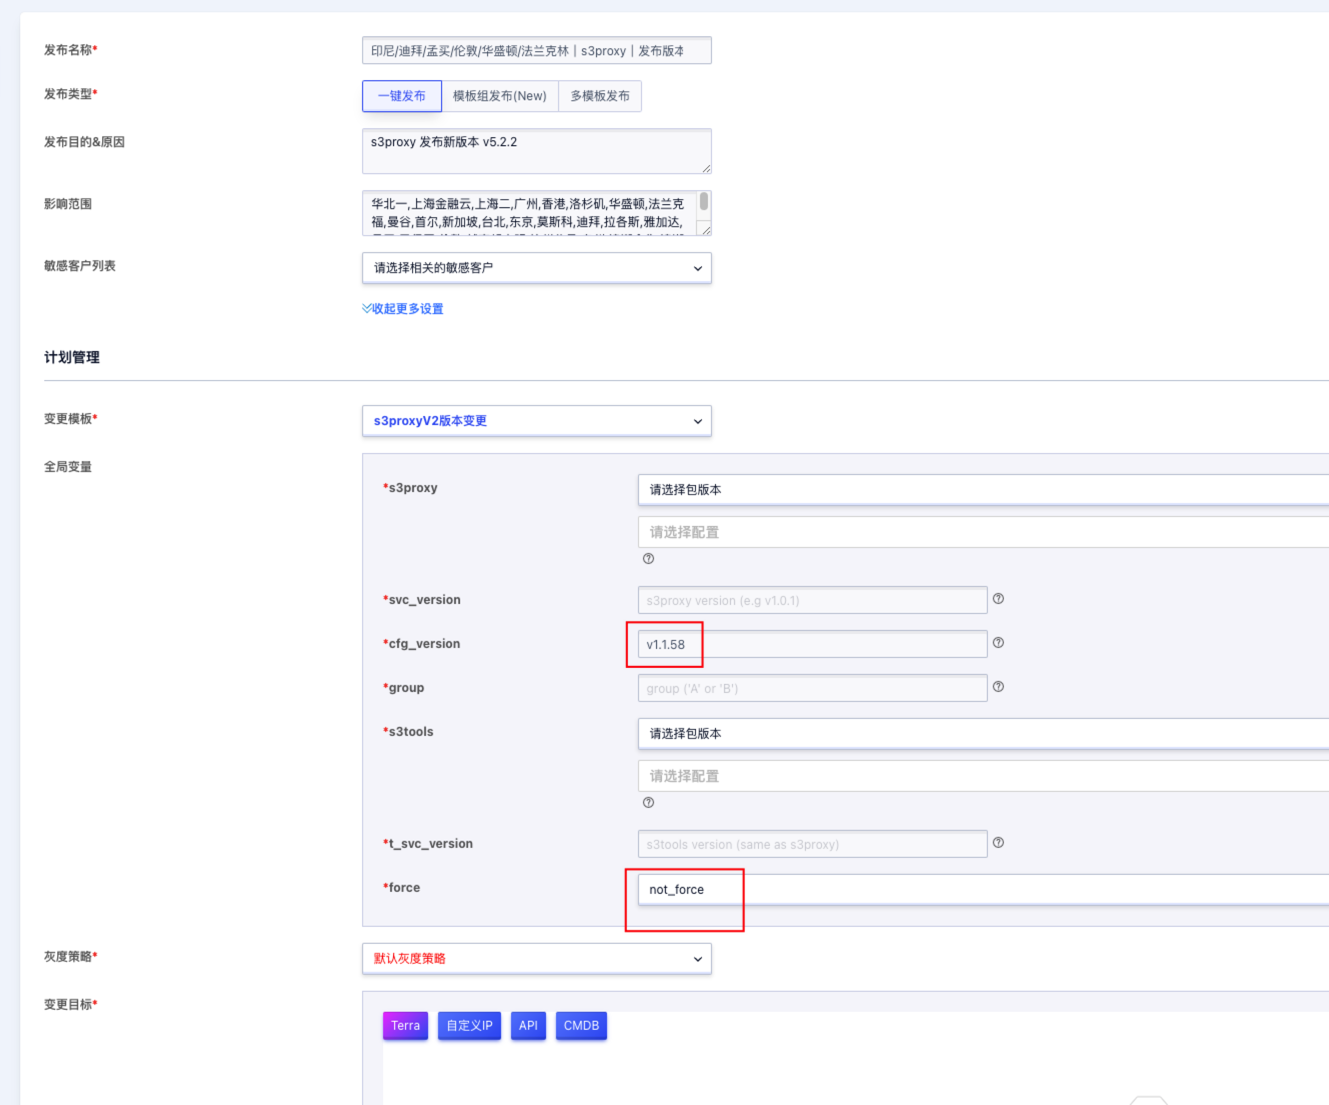 发布名称*
印尼/迪拜/孟买/伦敦/华盛顿/法兰克林｜s3proxy｜发布版本
发布类型*
一键发布 模板组发布(New) 多模板发布
发布目的&原因
s3proxy 发布新版本 v5.2.2
影响范围
华北一,上海金融云,上海二,广州,香港,洛杉矶,华盛顿,法兰克
福,曼谷,首尔,新加坡,台北,东京,莫斯科,迪拜,拉各斯,雅加达,
敏感客户列表
请选择相关的敏感客户
收起更多设置
计划管理
变更模板*
s3proxyV2版本变更
全局变量
*s3proxy
请选择包版本
请选择配置
*svc_version
s3proxy version (e.g v1.0.1)
*cfg_version
v1.1.58
*group
group ('A' or 'B')
*s3tools
请选择包版本
请选择配置
*t_svc_version
s3tools version (same as s3proxy)
*force
not_force
灰度策略*
默认灰度策略
变更目标*
Terra 自定义IP API CMDB